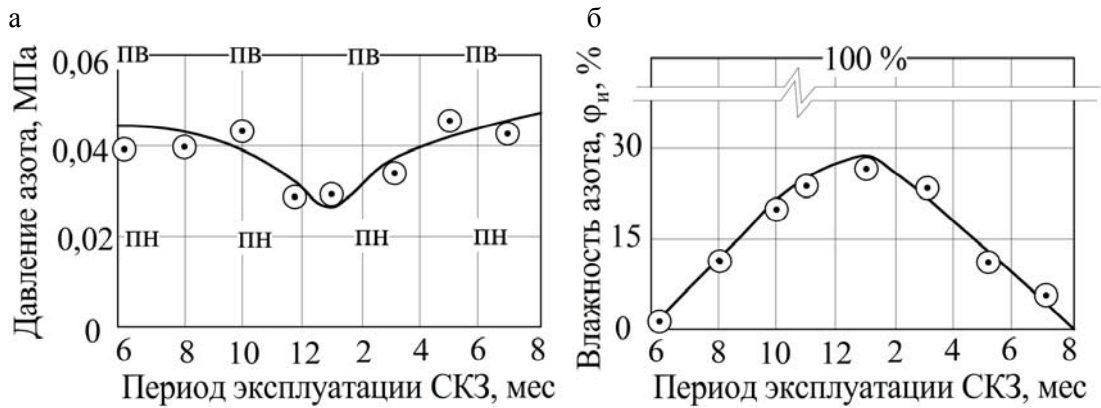 а
Давление азота, МПа
0,06
0,04
0,02
0
пв пв пв пв
пн пн пн пн
6 8 10 12 2 4 6 8
Период эксплуатации СКЗ, мес
б
Влажность азота, φи, %
100 %
30
15
0
6 8 10 12 2 4 6 8
Период эксплуатации СКЗ, мес